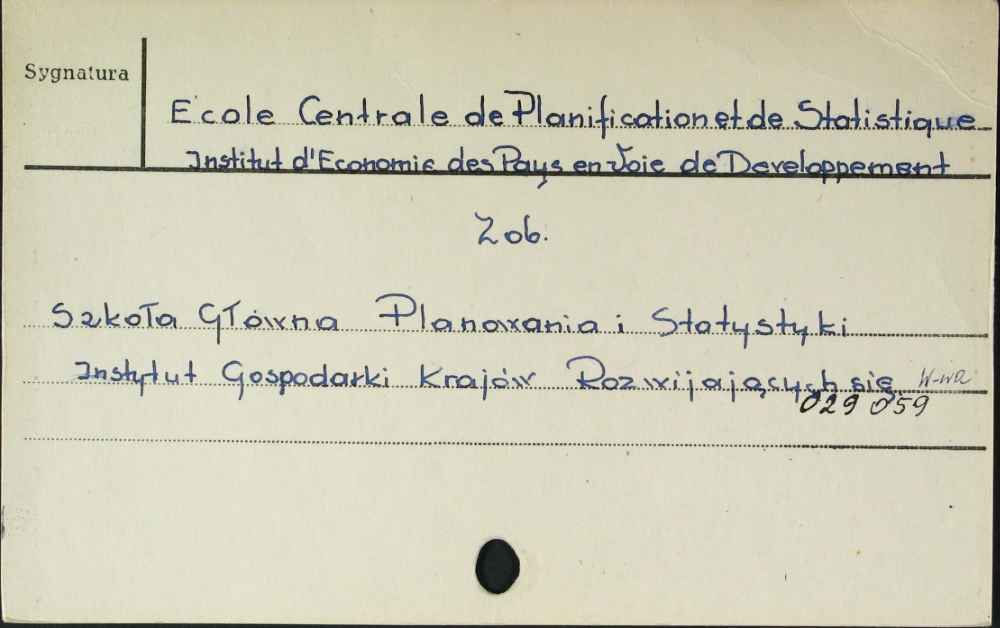 Sygnatura
Ecole Centrale de Planification et de Statistique
Institut d'Economie des Pays en Voie de Developpement
Zob.
Szkoła Główna Planowania i Statystyki
Instytut Gospodarki Krajów Rozwijających się W-wa
029 059